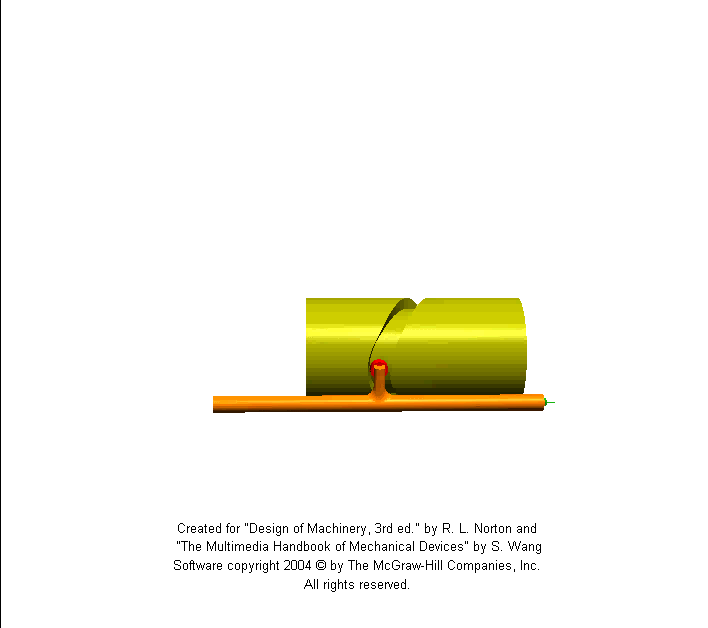 Created for "Design of Machinery, 3rd ed." by R. L. Norton and
"The Multimedia Handbook of Mechanical Devices" by S. Wang
Software copyright 2004 © by The McGraw-Hill Companies, Inc.
All rights reserved.